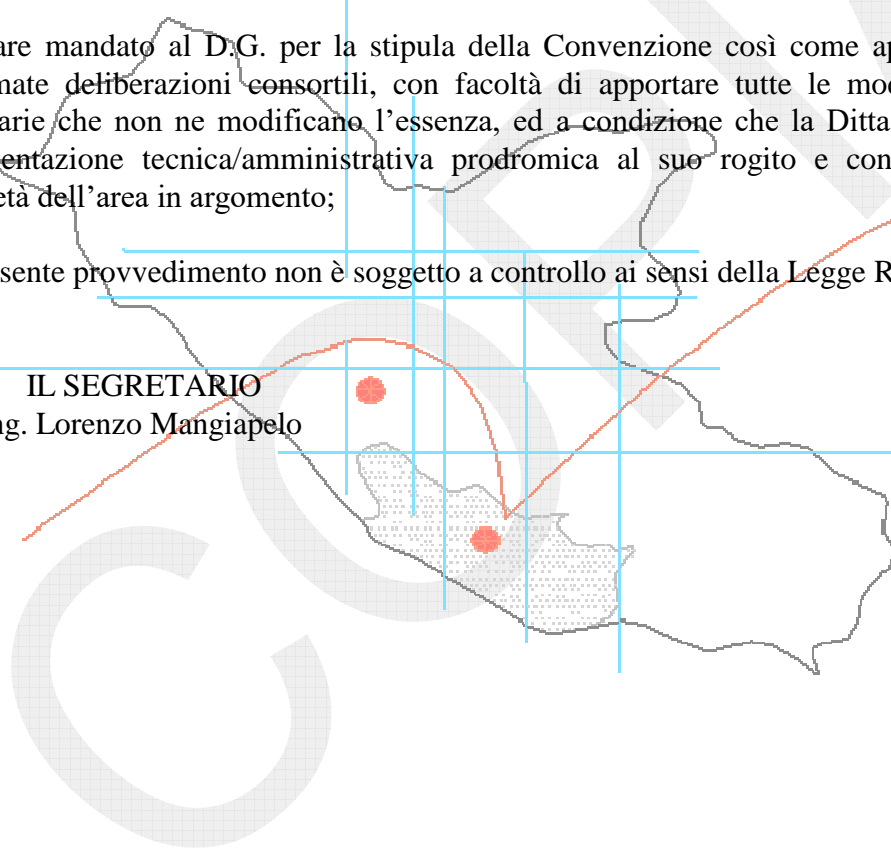 are mandato al D.G. per la stipula della Convenzione così come ap
mate deliberazioni consortili, con facoltà di apportare tutte le mod
arie che non ne modificano l’essenza, ed a condizione che la Ditta
entazione tecnica/amministrativa prodromica al suo rogito e con
età dell’area in argomento;
sente provvedimento non è soggetto a controllo ai sensi della Legge R
IL SEGRETARIO
ng. Lorenzo Mangiapelo
COPI